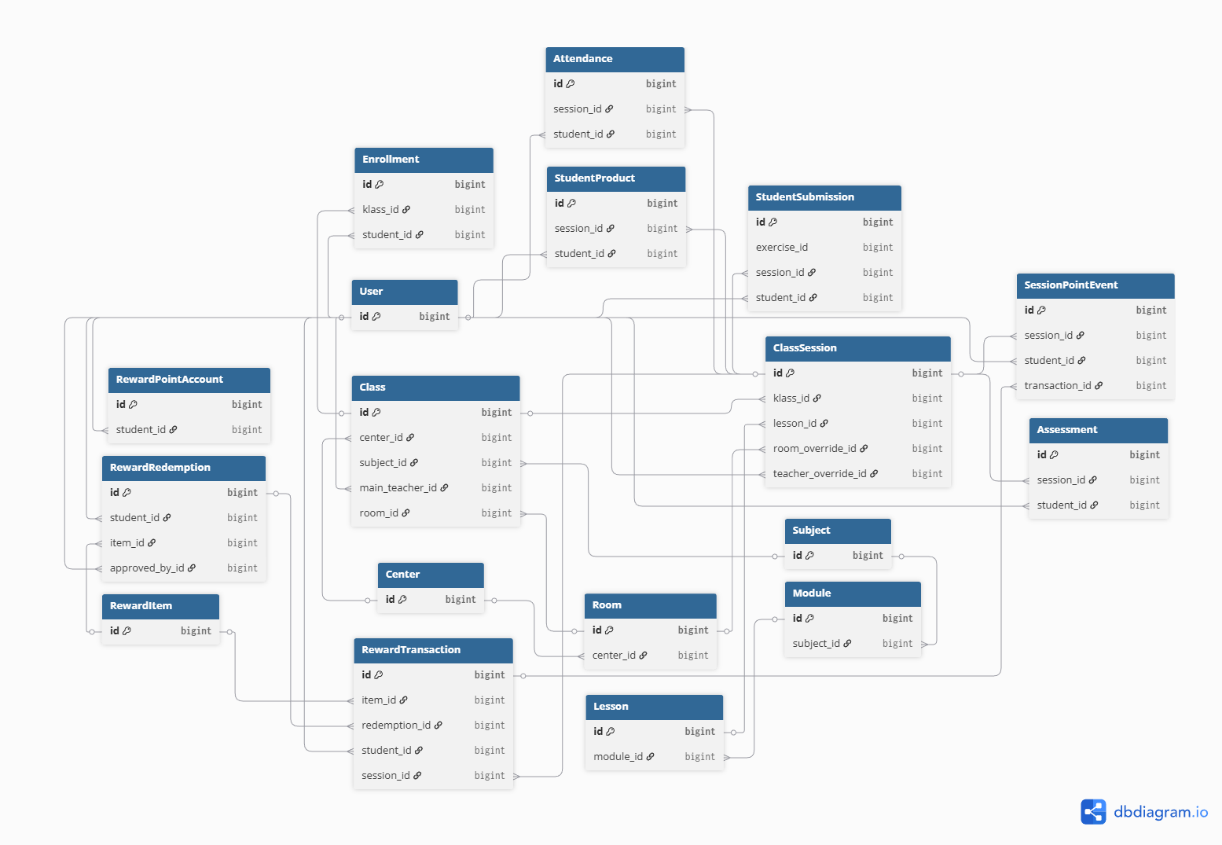 Attendance
id bigint
session_id bigint
student_id bigint
Enrollment
id bigint
klass_id bigint
student_id bigint
StudentProduct
id bigint
session_id bigint
student_id bigint
StudentSubmission
id bigint
exercise_id bigint
session_id bigint
student_id bigint
User
id bigint
SessionPointEvent
id bigint
session_id bigint
student_id bigint
transaction_id bigint
RewardPointAccount
id bigint
student_id bigint
Class
id bigint
center_id bigint
subject_id bigint
main_teacher_id bigint
room_id bigint
ClassSession
id bigint
klass_id bigint
lesson_id bigint
room_override_id bigint
teacher_override_id bigint
Assessment
id bigint
session_id bigint
student_id bigint
RewardRedemption
id bigint
student_id bigint
item_id bigint
approved_by_id bigint
Subject
id bigint
Center
id bigint
Module
id bigint
subject_id bigint
RewardItem
id bigint
Room
id bigint
center_id bigint
RewardTransaction
id bigint
item_id bigint
redemption_id bigint
student_id bigint
session_id bigint
Lesson
id bigint
module_id bigint
dbdiagram.io